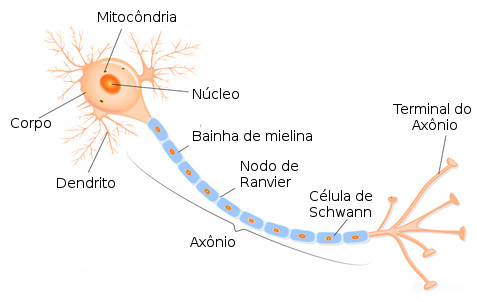 Mitocôndria
Núcleo
Corpo
Bainha de mielina
Dendrito
Nodo de
Ranvier
Axônio
Célula de
Schwann
Terminal do
Axônio